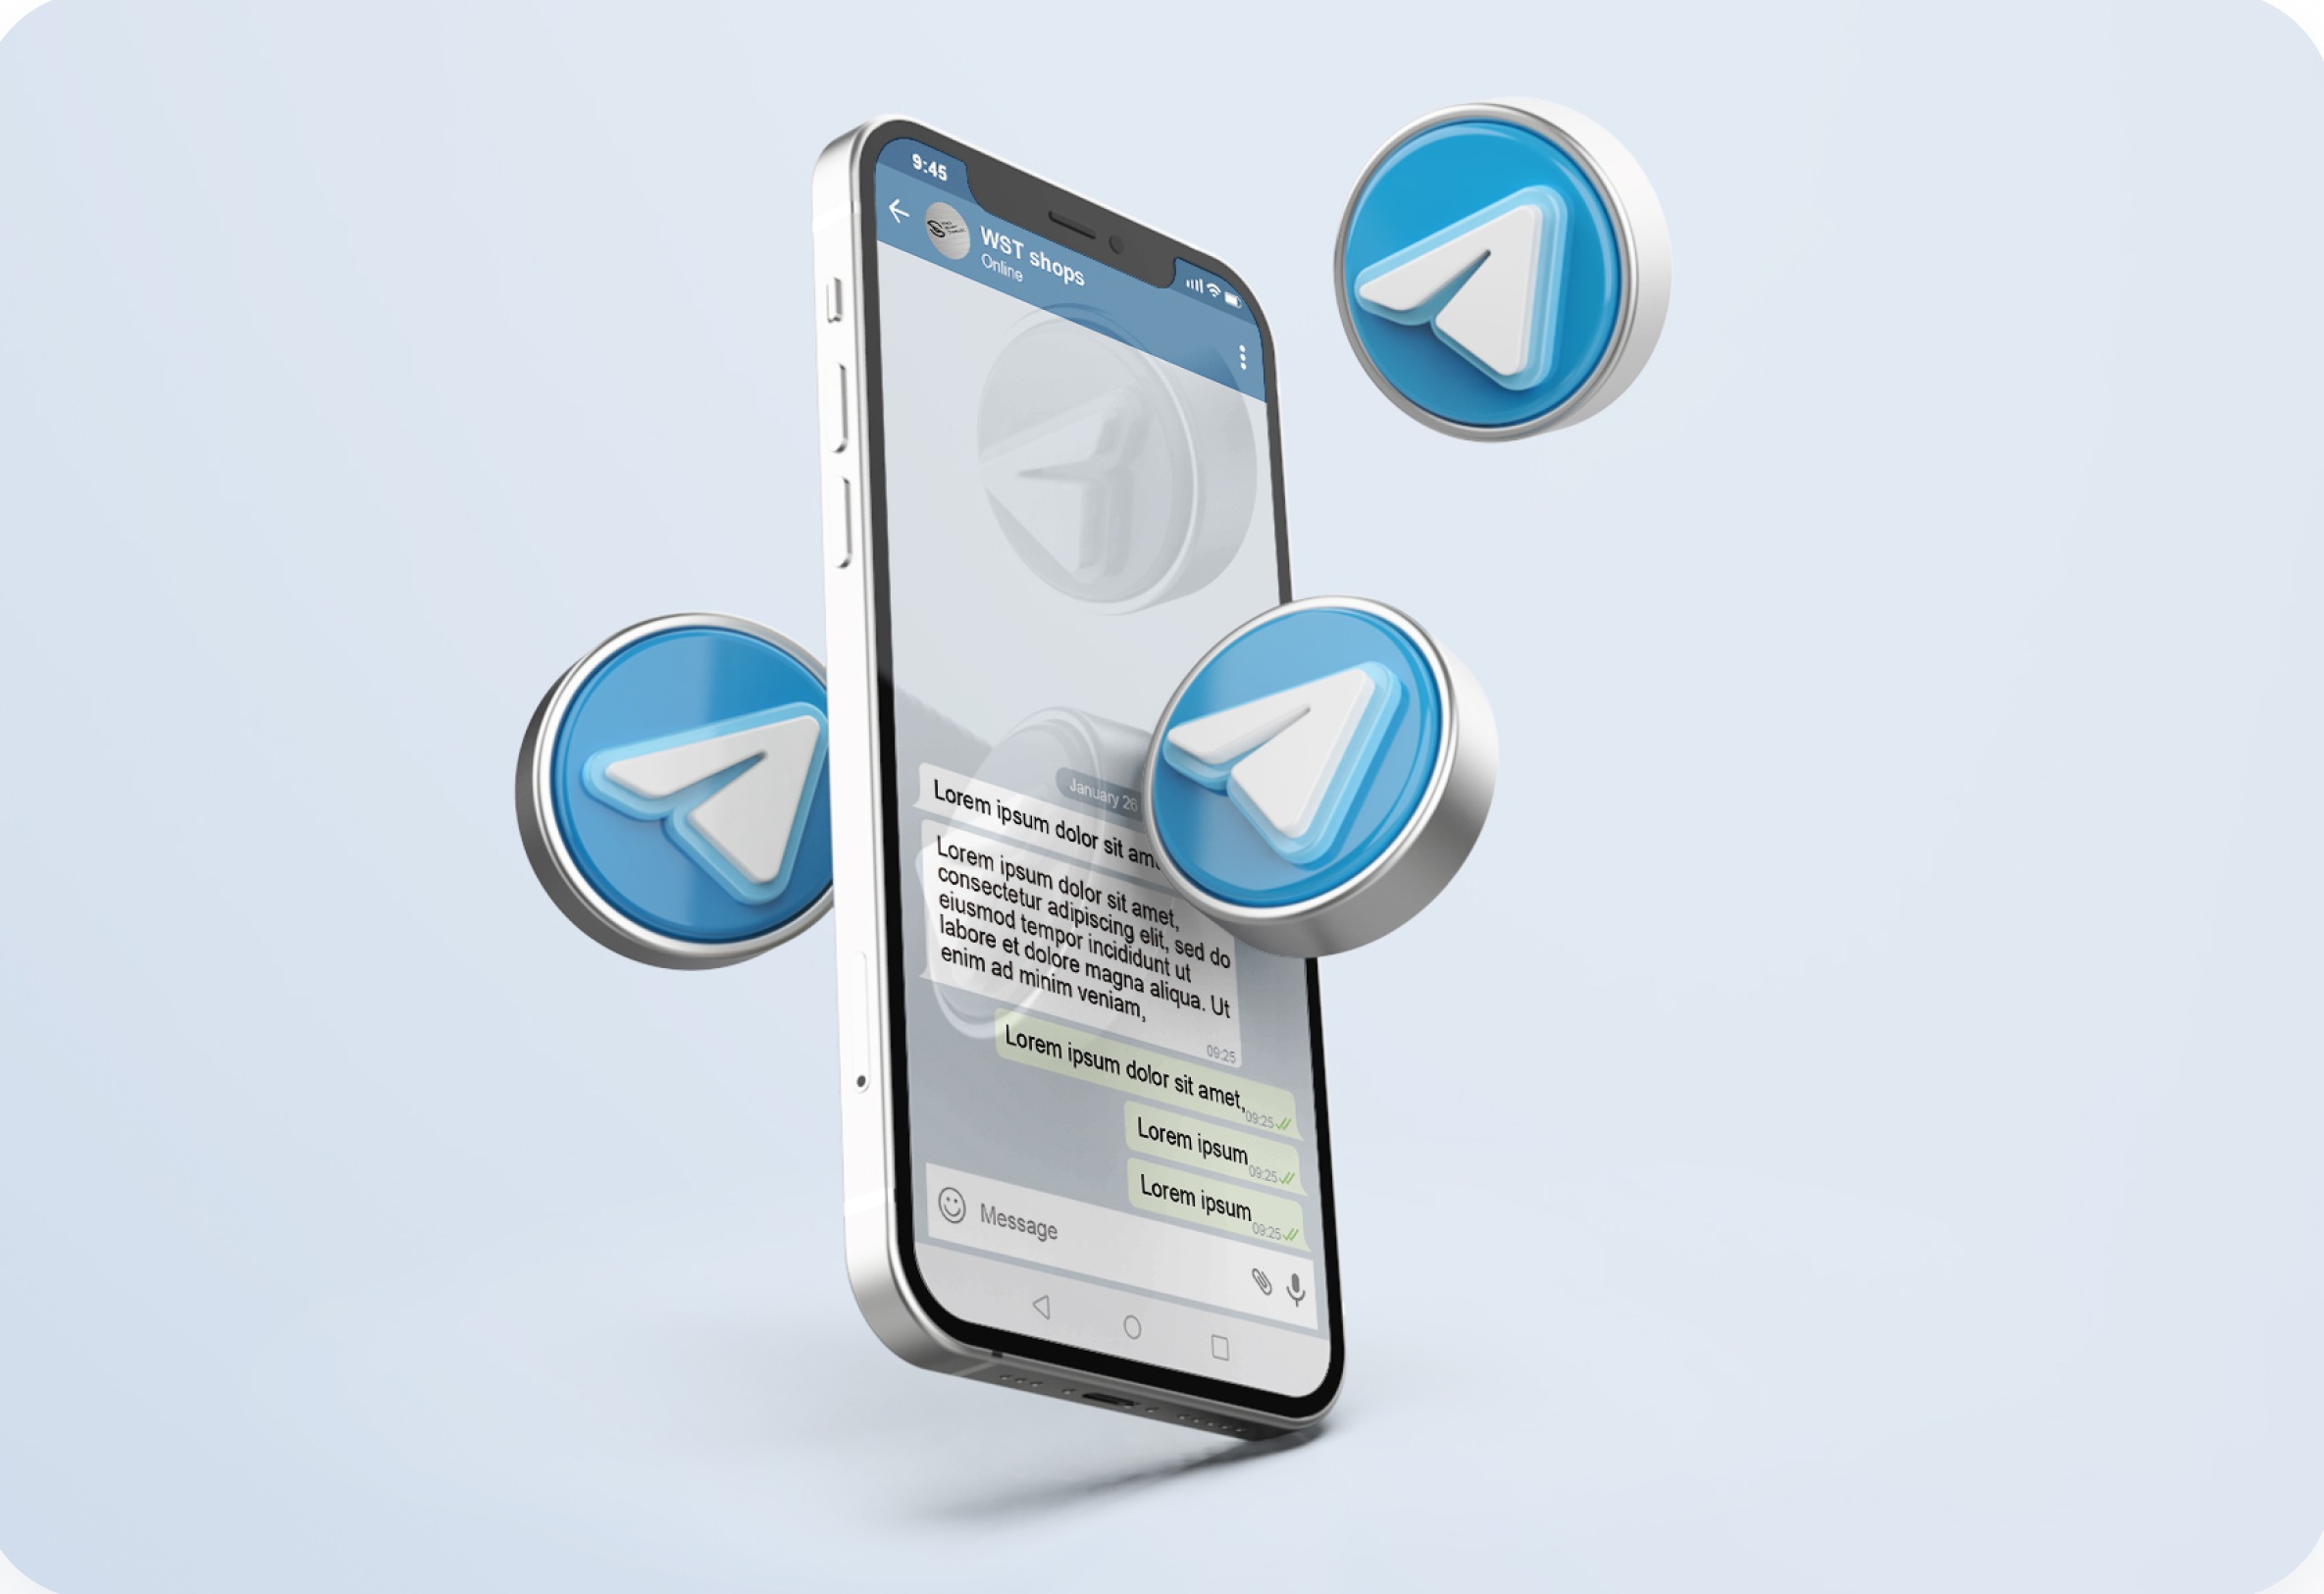 9:45
WST shops
Online
January 26
Lorem ipsum dolor sit am
Lorem ipsum dolor sit amet,
consectetur adipiscing elit, sed do
eiusmod tempor incididunt ut
labore et dolore magna aliqua. Ut
enim ad minim veniam,
09:25
Lorem ipsum dolor sit amet,
09:25
Lorem ipsum
09:25
Lorem ipsum
09:25
Message